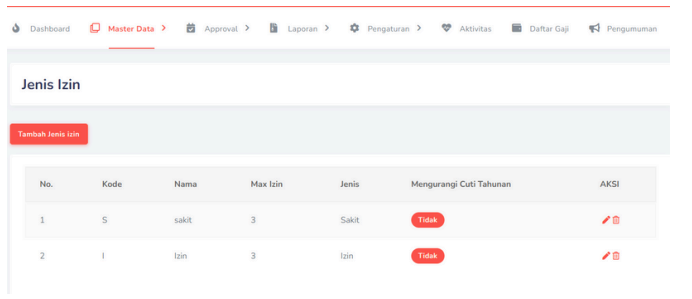 Dashboard Master Data > Approval > Laporan > Pengaturan > Aktivitas Daftar Gaji Pengumuman
Jenis Izin
Tambah Jenis izin
No. Kode Nama Max Izin Jenis Mengurangi Cuti Tahunan AKSI
1 S sakit 3 Sakit Tidak
2 I Izin 3 Izin Tidak